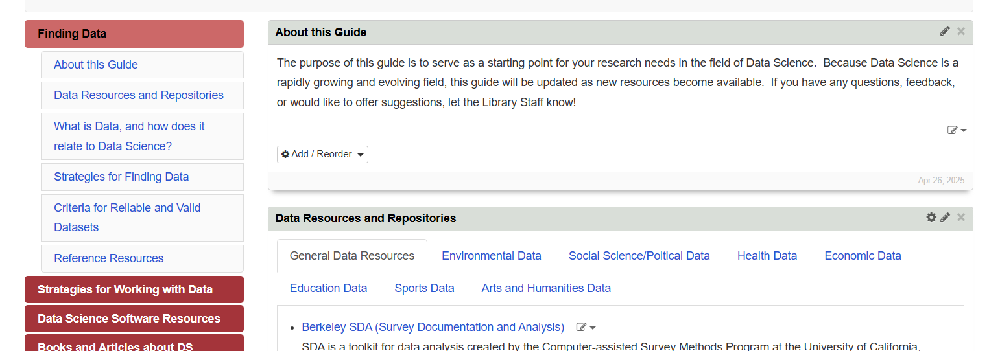 Finding Data
About this Guide
Data Resources and Repositories
What is Data, and how does it
relate to Data Science?
Strategies for Finding Data
Criteria for Reliable and Valid
Datasets
Reference Resources
Strategies for Working with Data
Data Science Software Resources
Books and Articles about DS
About this Guide
The purpose of this guide is to serve as a starting point for your research needs in the field of Data Science.  Because Data Science is a
rapidly growing and evolving field, this guide will be updated as new resources become available.  If you have any questions, feedback,
or would like to offer suggestions, let the Library Staff know!
Add / Reorder
Apr 26, 2025
Data Resources and Repositories
General Data Resources Environmental Data Social Science/Poltical Data Health Data Economic Data
Education Data Sports Data Arts and Humanities Data
• Berkeley SDA (Survey Documentation and Analysis)
SDA is a toolkit for data analysis created by the Computer-assisted Survey Methods Program at the University of California,